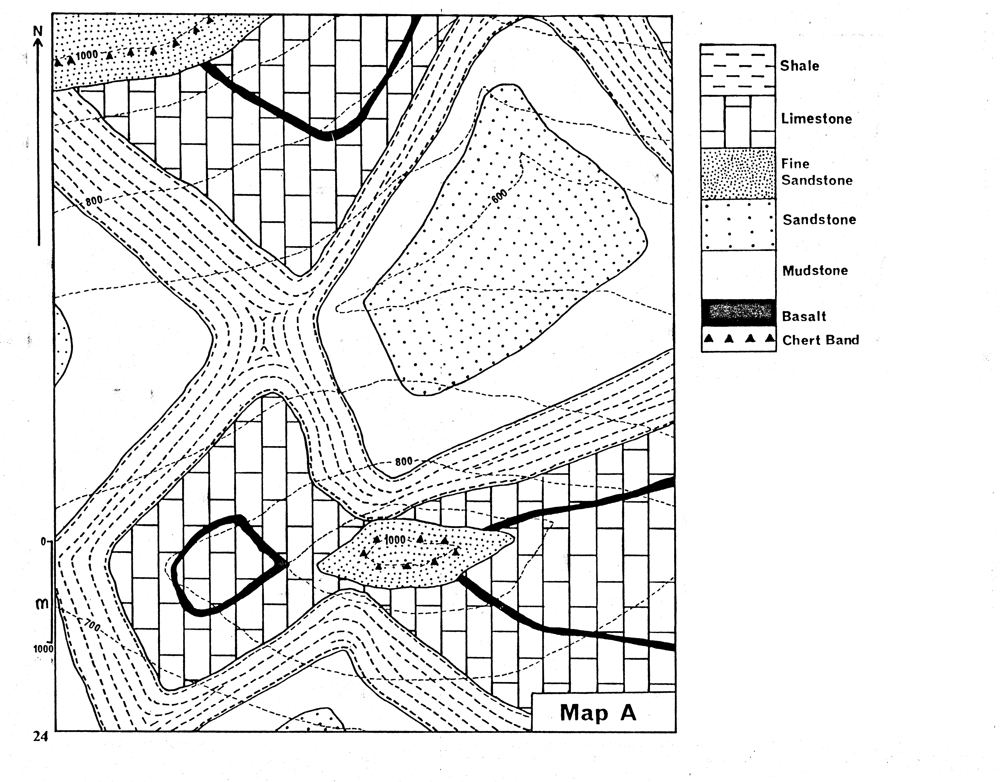 N
1000
800
600
800
1000
700
0
m
1000
24
Map A
Shale
Limestone
Fine
Sandstone
Sandstone
Mudstone
Basalt
Chert Band